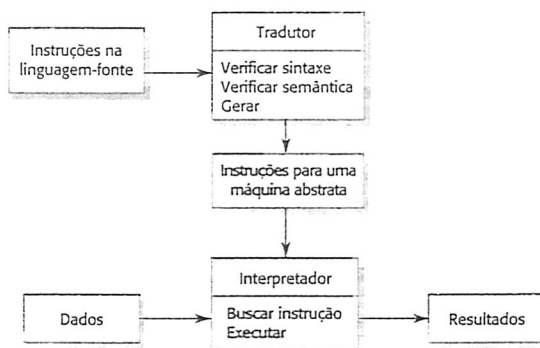 Instruções na
linguagem-fonte
Tradutor
Verificar sintaxe
Verificar semântica
Gerar
Instruções para uma
máquina abstrata
Interpretador
Buscar instrução
Executar
Dados
Resultados